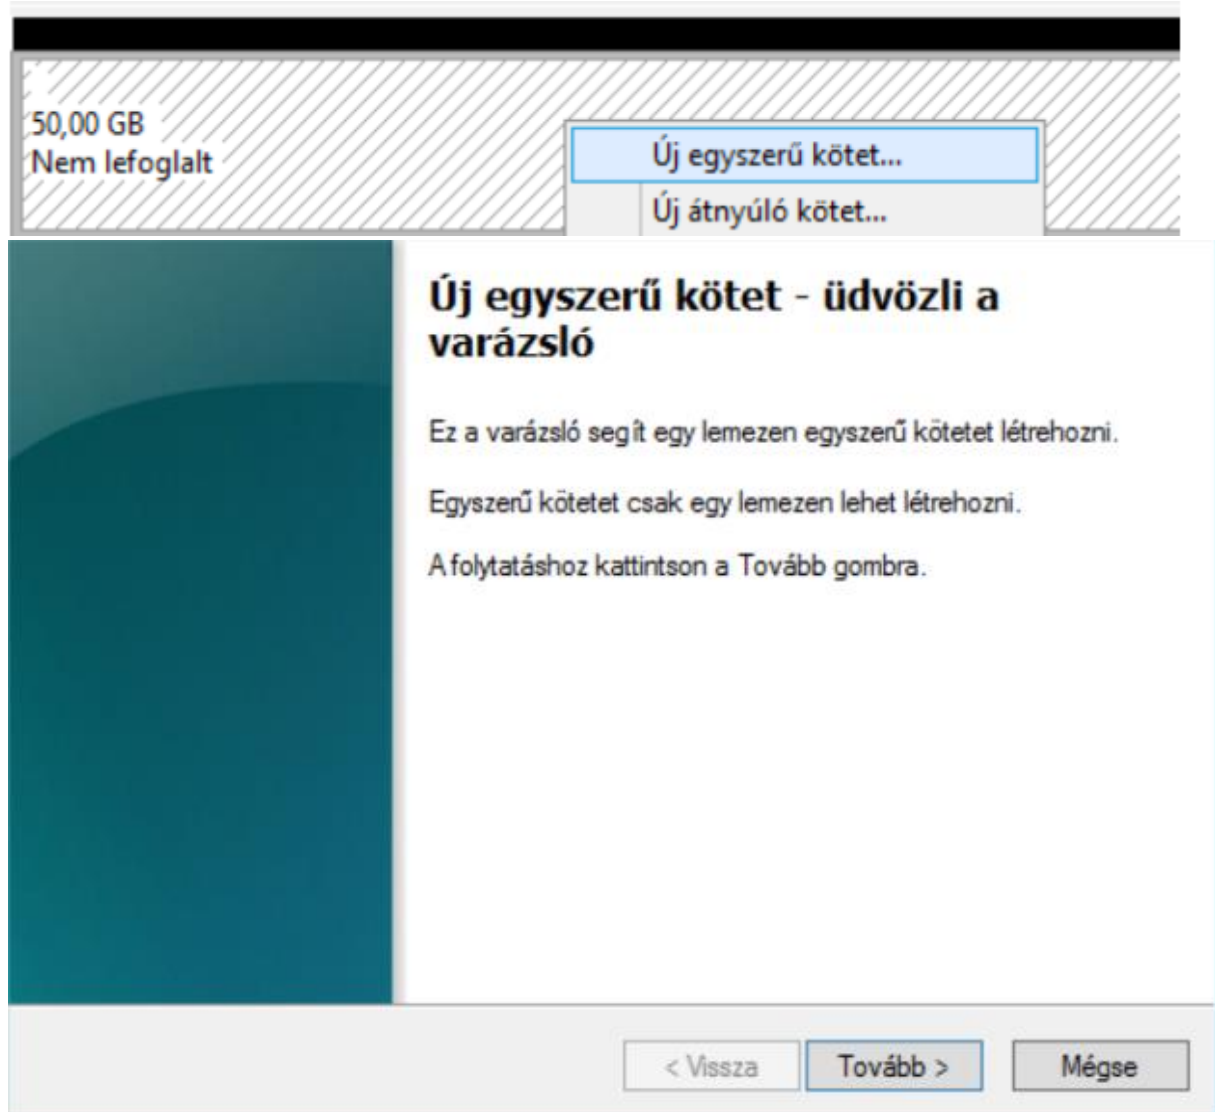 50,00 GB
Nem lefoglalt
Új egyszerű kötet...
Új átnyúló kötet...
Új egyszerű kötet - üdvözli a
varázsló
Ez a varázsló segít egy lemezen egyszerű kötetet létrehozni.
Egyszerű kötetet csak egy lemezen lehet létrehozni.
A folytatáshoz kattintson a Tovább gombra.
< Vissza
Tovább >
Mégse